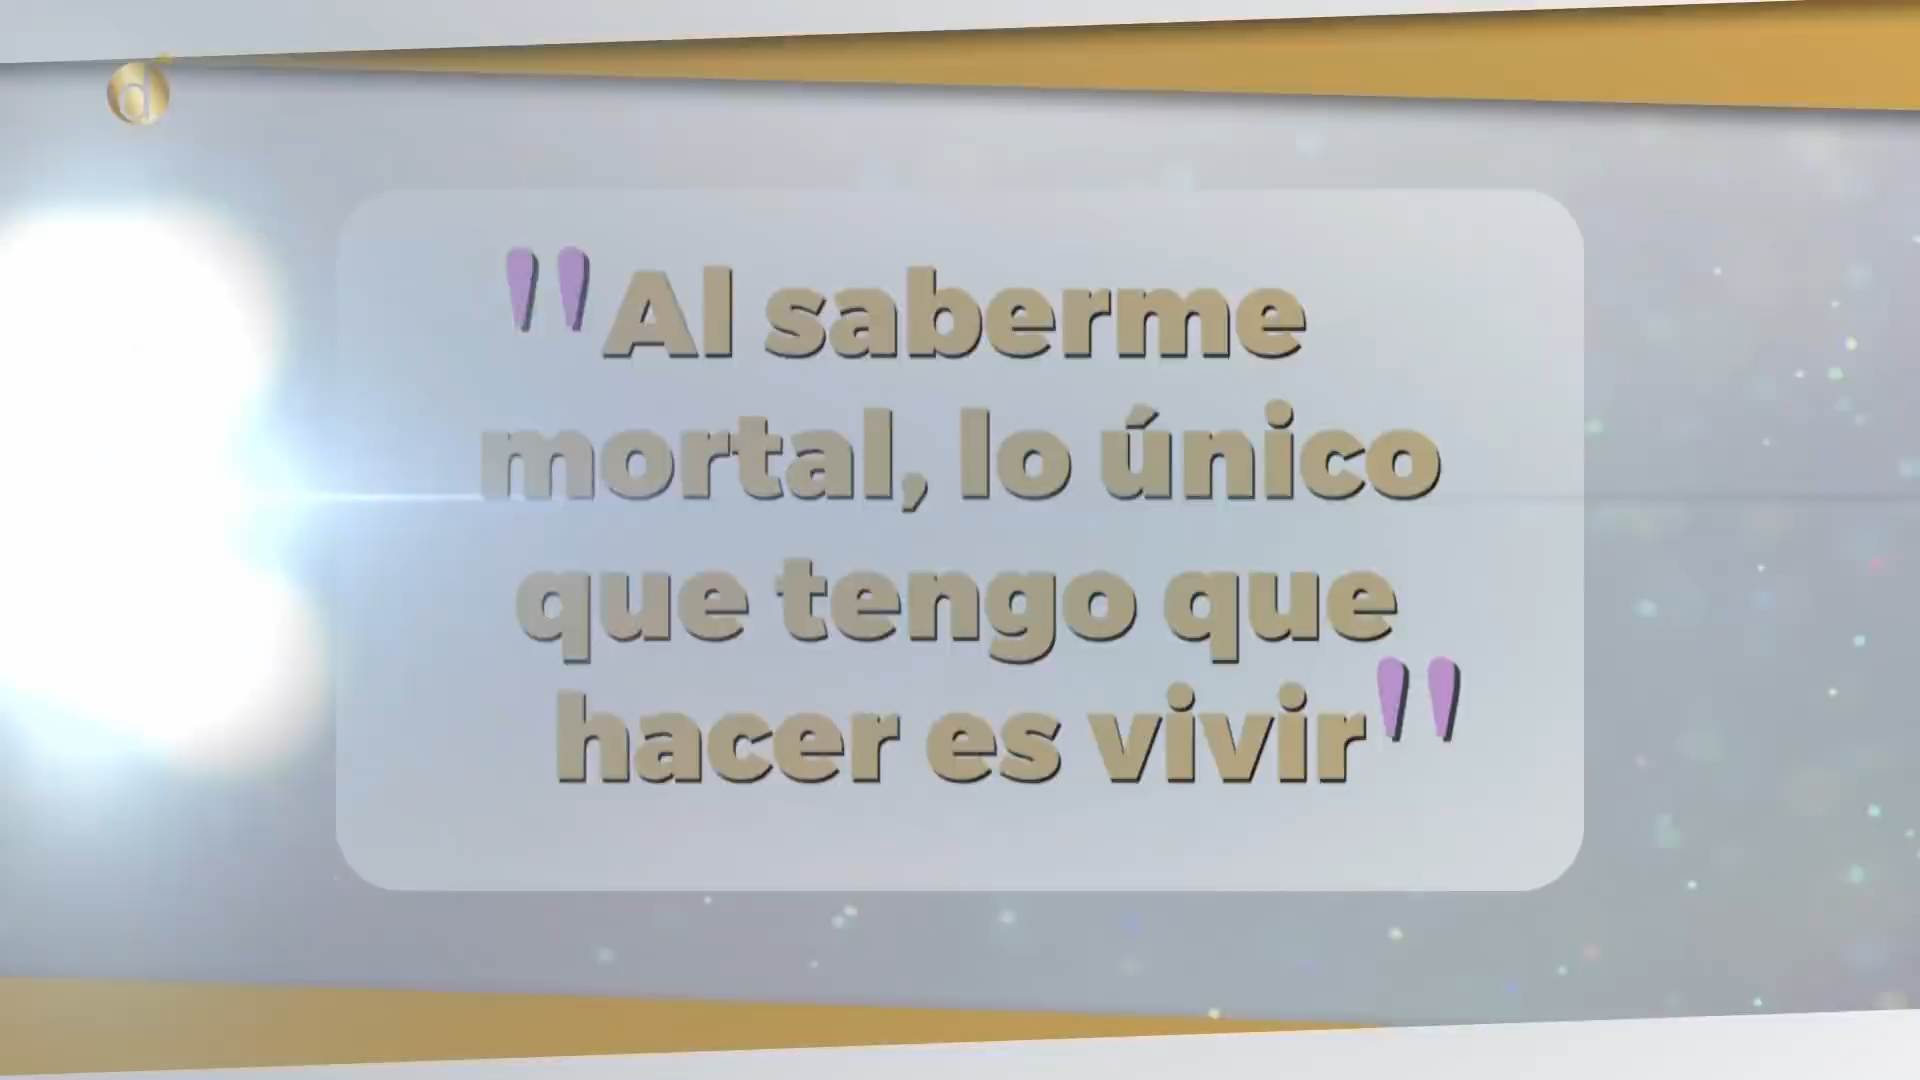 d
"Al saberme
mortal, lo único
que tengo que
hacer es vivir"